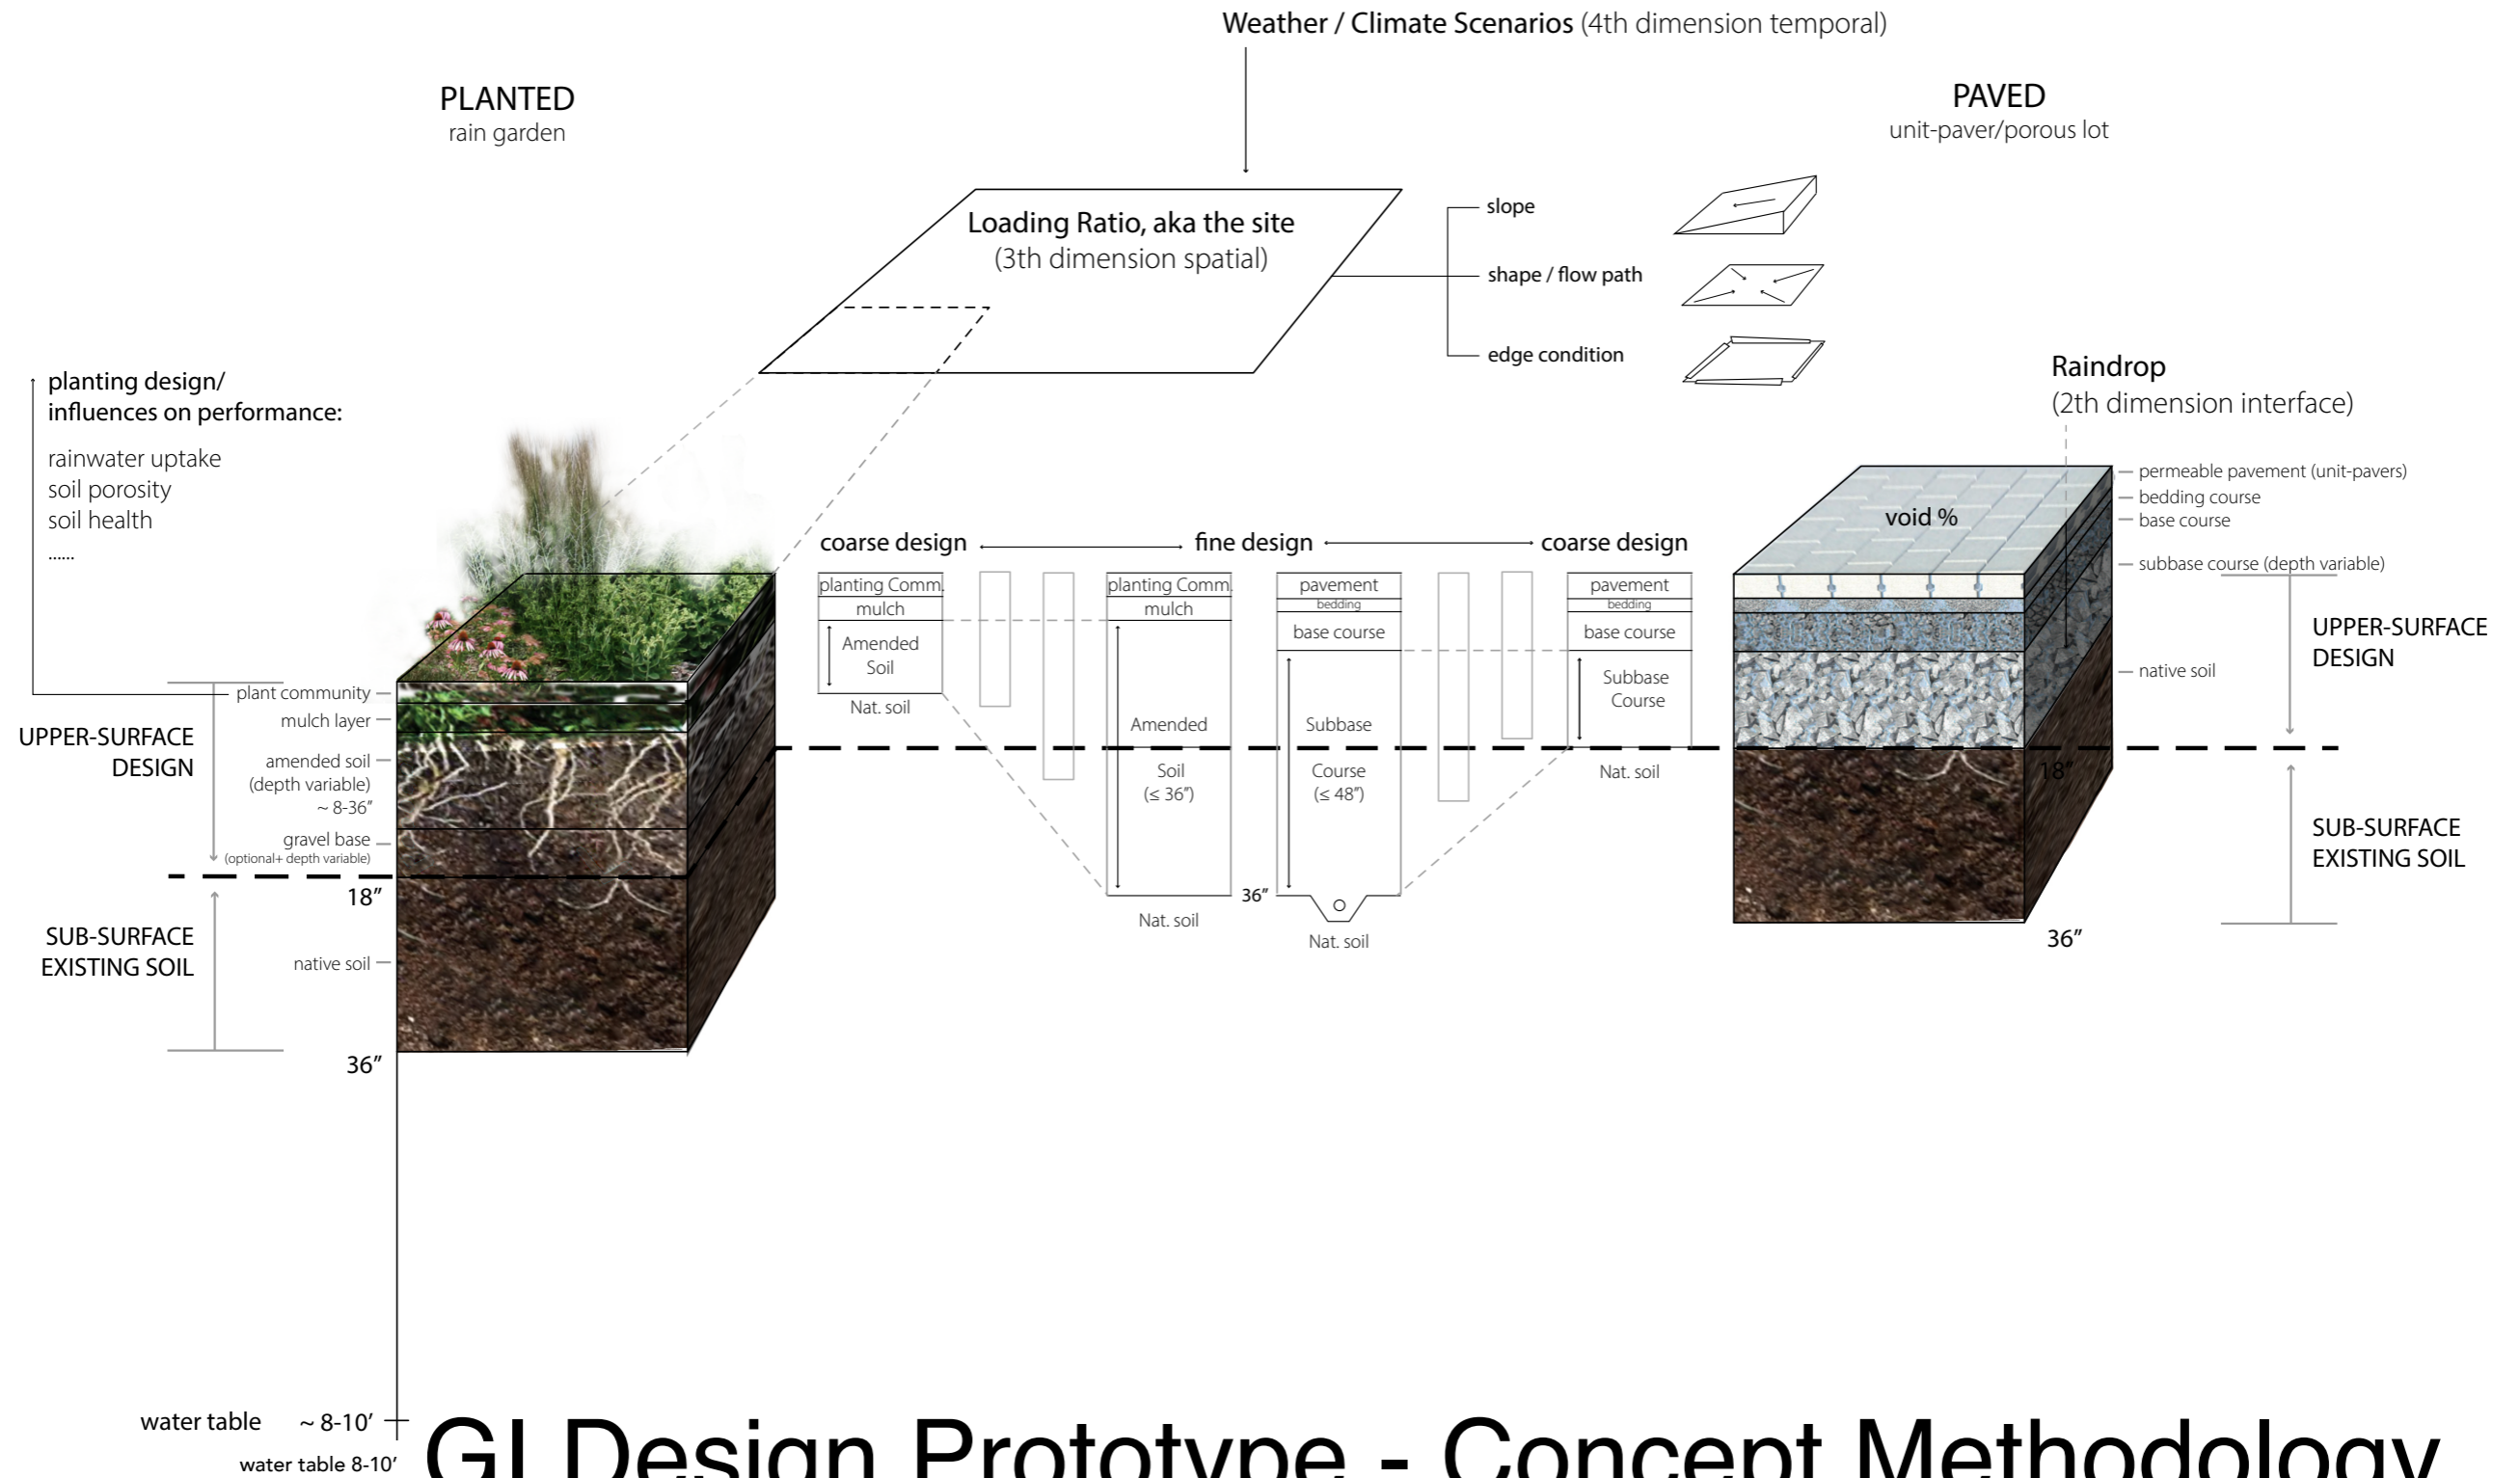 Weather / Climate Scenarios (4th dimension temporal)
PLANTED
rain garden
PAVED
unit-paver/porous lot
Loading Ratio, aka the site
(3th dimension spatial)
slope
shape / flow path
edge condition
Raindrop
(2th dimension interface)
planting design/
influences on performance:
rainwater uptake
soil porosity
soil health
......
coarse design
fine design
coarse design
planting Comm.
mulch
Amended
Soil
Nat. soil
planting Comm.
mulch
Amended
Soil
(≤ 36”)
Nat. soil
36”
pavement
bedding
base course
Subbase
Course
(≤ 48”)
Nat. soil
pavement
bedding
base course
Subbase
Course
Nat. soil
void %
permeable pavement (unit-pavers)
bedding course
base course
subbase course (depth variable)
native soil
18”
36”
UPPER-SURFACE
DESIGN
SUB-SURFACE
EXISTING SOIL
UPPER-SURFACE
DESIGN
plant community
mulch layer
amended soil
(depth variable)
~ 8-36”
gravel base
(optional+ depth variable)
18”
SUB-SURFACE
EXISTING SOIL
native soil
36”
water table ~ 8-10’
water table 8-10’
GI Design Prototype - Concept Methodology